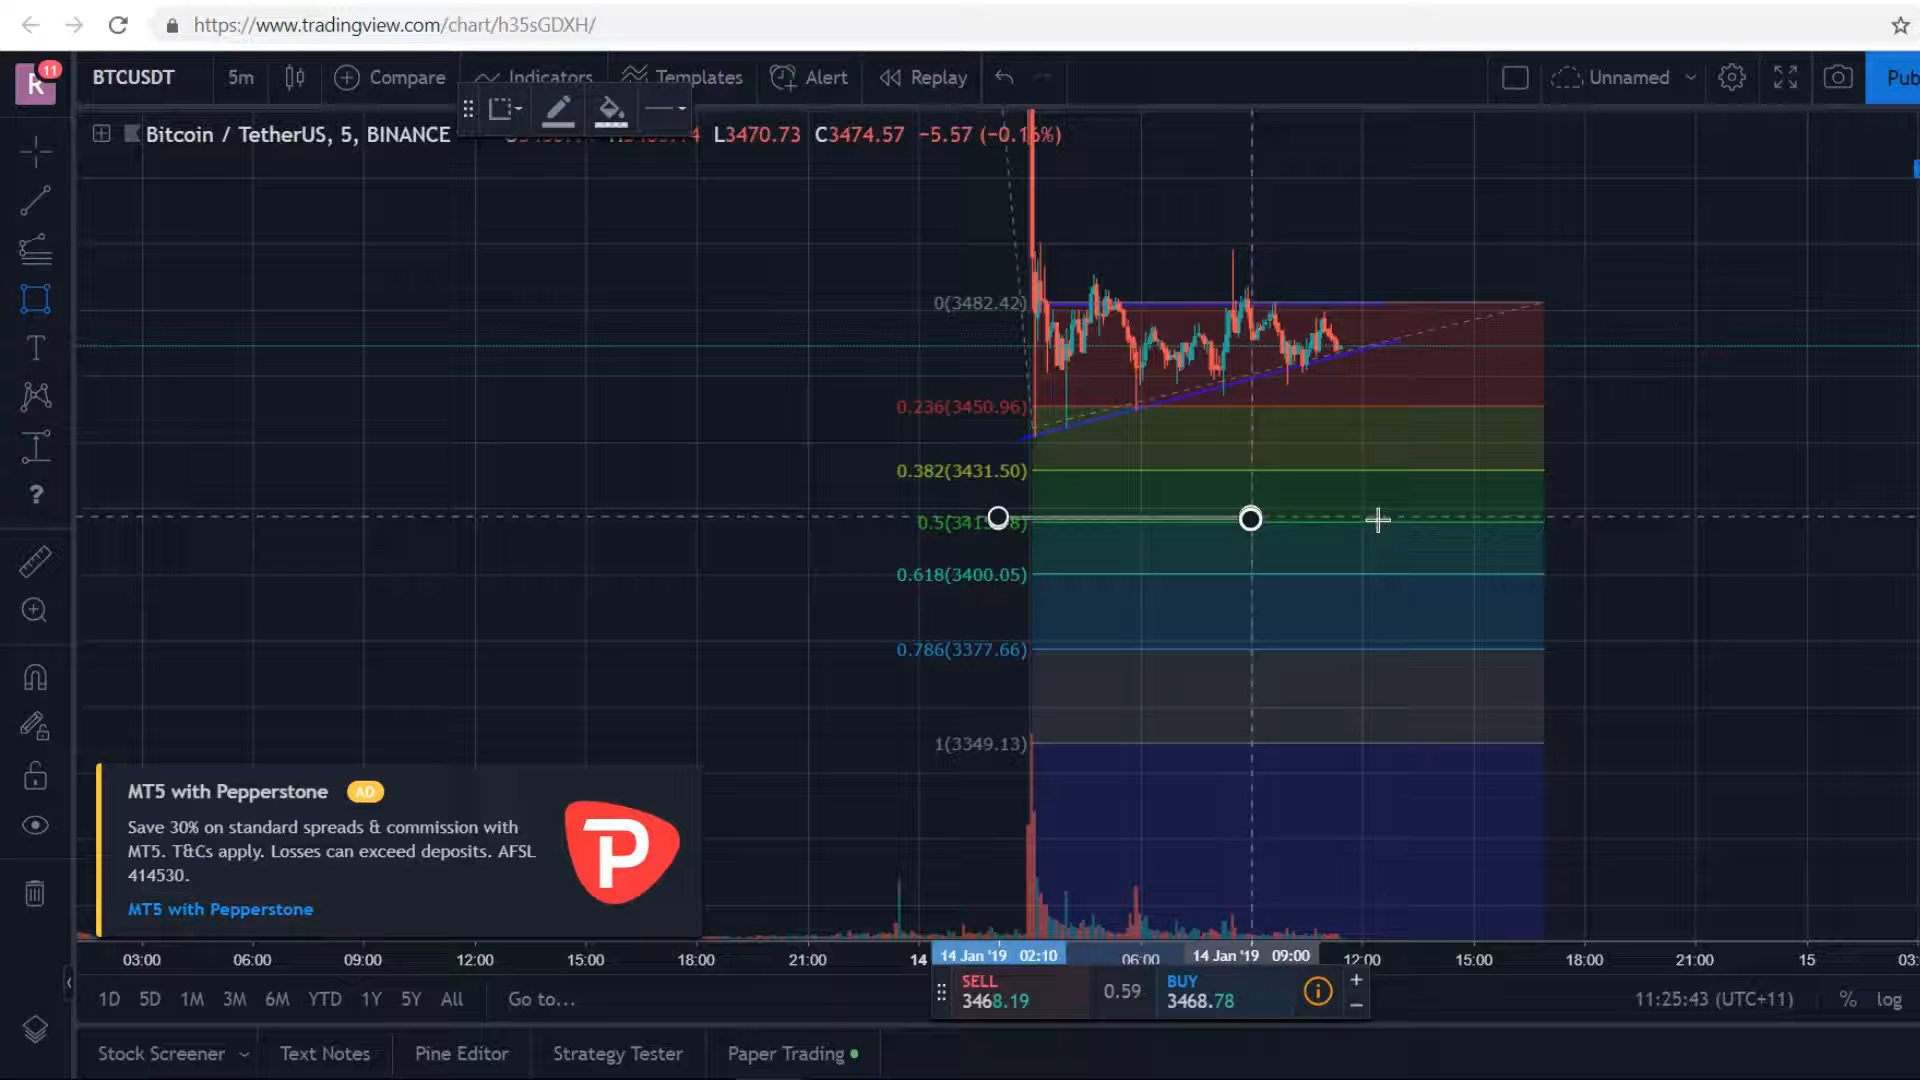 https://www.tradingview.com/chart/h35sGDXH/
R 11 BTCUSDT 5m Compare Indicators Templates Alert Replay Unnamed Pub
Bitcoin / TetherUS, 5, BINANCE L3470.73 C3474.57 −5.57 (−0.16%)
T
?
0(3482.42)
0.236(3450.96)
0.382(3431.50)
0.618(3400.05)
0.786(3377.66)
1(3349.13)
MT5 with Pepperstone AD
Save 30% on standard spreads & commission with
MT5. T&Cs apply. Losses can exceed deposits. AFSL
414530.
MT5 with Pepperstone
P
03:00 06:00 09:00 12:00 15:00 18:00 21:00 14 14 Jan '19 02:10 06:00 14 Jan '19 09:00 12:00 15:00 18:00 21:00 15 03:
1D 5D 1M 3M 6M YTD 1Y 5Y All Go to... 11:25:43 (UTC+11) % log
SELL 3468.19 0.59 BUY 3468.78
Stock Screener Text Notes Pine Editor Strategy Tester Paper Trading